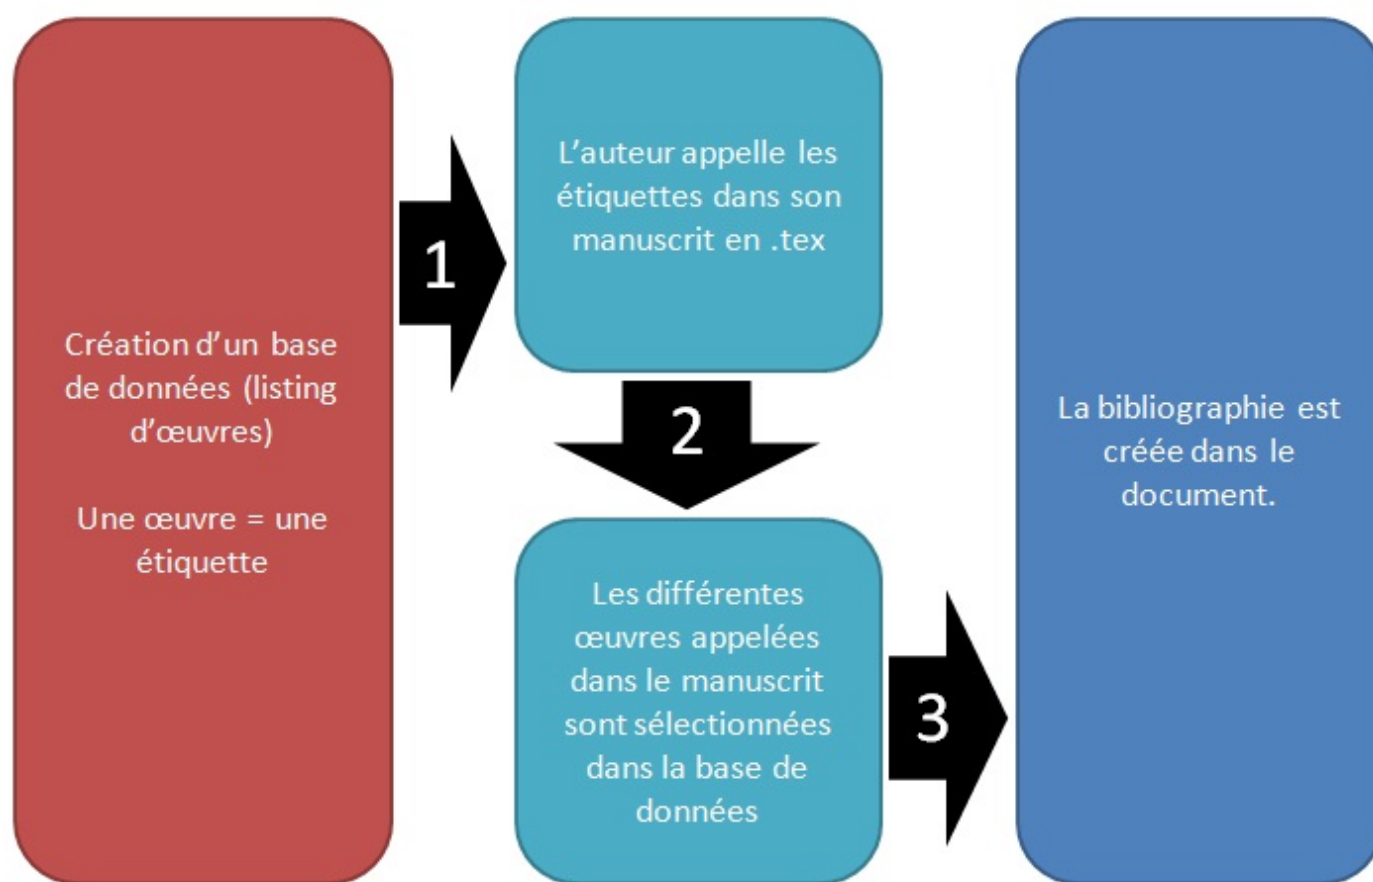 Création d'un base
de données (listing
d'œuvres)
Une œuvre = une
étiquette
1
L'auteur appelle les
étiquettes dans son
manuscrit en .tex
2
Les différentes
œuvres appelées
dans le manuscrit
sont sélectionnées
dans la base de
données
3
La bibliographie est
créée dans le
document.